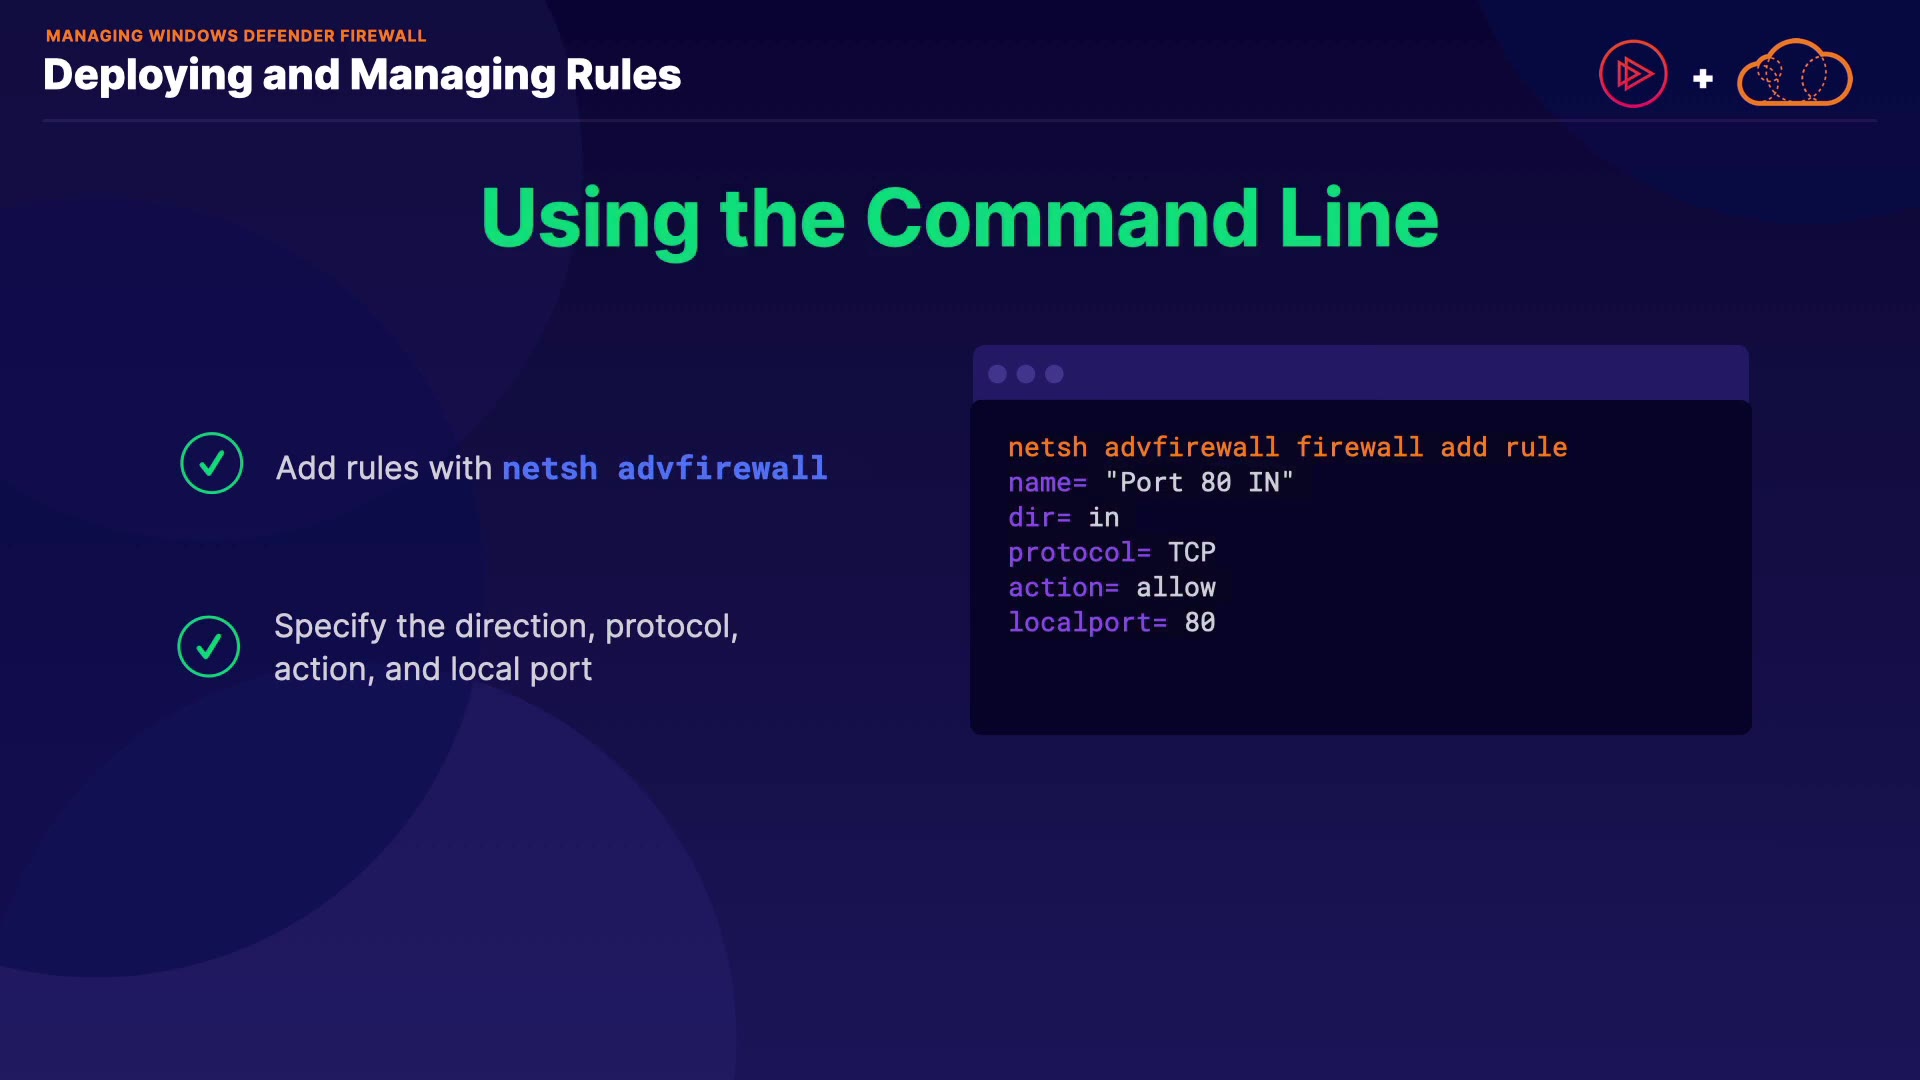 MANAGING WINDOWS DEFENDER FIREWALL
Deploying and Managing Rules
+
Using the Command Line
Add rules with netsh advfirewall
Specify the direction, protocol,
action, and local port
netsh advfirewall firewall add rule
name= "Port 80 IN"
dir= in
protocol= TCP
action= allow
localport= 80